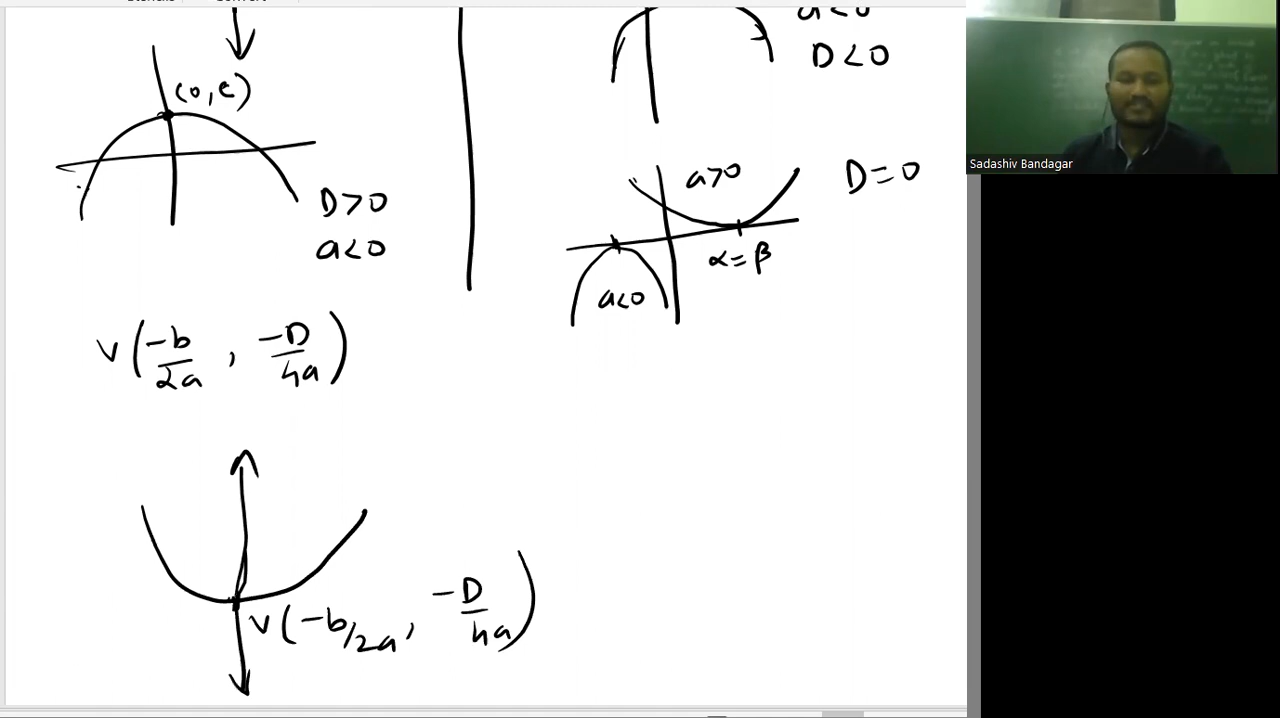 a<0
D<0
(0,c)
D>0
a<0
a>0
D=0
α=β
a<0
V(-b/2a, -D/4a)
V(-b/2a, -D/4a)
Sadashiv Bandagar